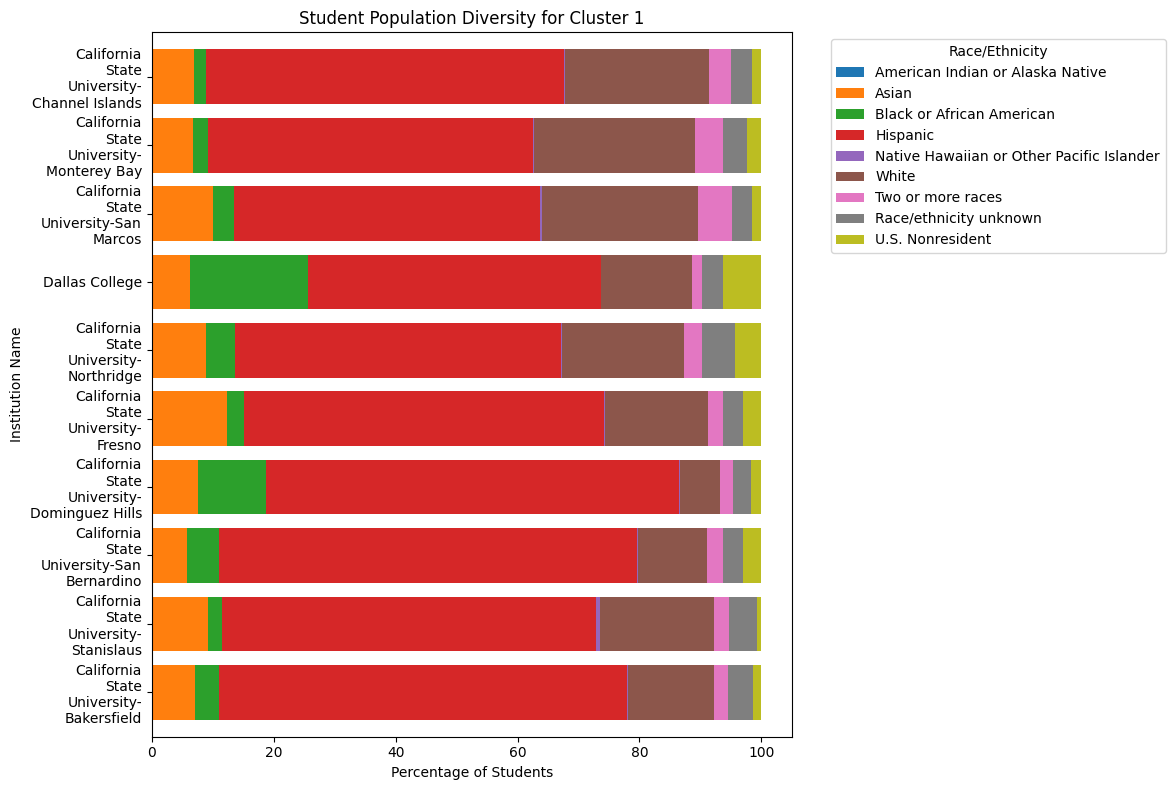 Student Population Diversity for Cluster 1
California
State
University-
Channel Islands
California
State
University-
Monterey Bay
California
State
University-San
Marcos
Dallas College
California
State
University-
Northridge
California
State
University-
Fresno
California
State
University-
Dominguez Hills
California
State
University-San
Bernardino
California
State
University-
Stanislaus
California
State
University-
Bakersfield
Institution Name
0 20 40 60 80 100
Percentage of Students
Race/Ethnicity
American Indian or Alaska Native
Asian
Black or African American
Hispanic
Native Hawaiian or Other Pacific Islander
White
Two or more races
Race/ethnicity unknown
U.S. Nonresident